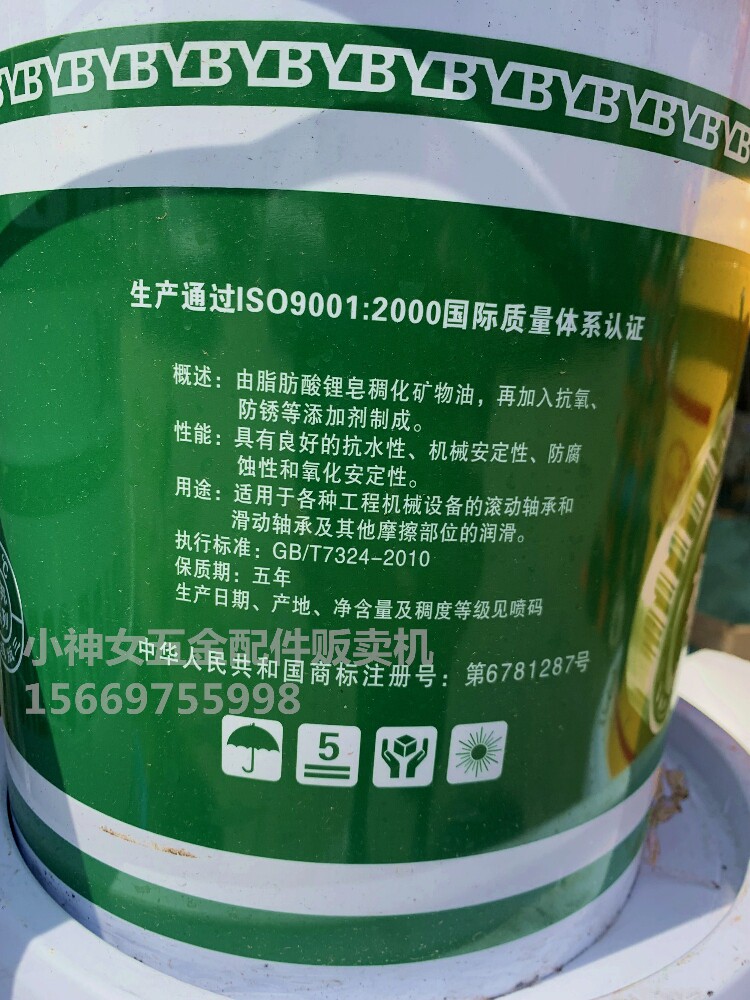 YBYBYBYBYBYBYBYBYBYB
生产通过ISO9001:2000国际质量体系认证
概述：由脂肪酸锂皂稠化矿物油，再加入抗氧、
防锈等添加剂制成。
性能：具有良好的抗水性、机械安定性、防腐
蚀性和氧化安定性。
用途：适用于各种工程机械设备的滚动轴承和
滑动轴承及其他摩擦部位的润滑。
执行标准：GB/T7324-2010
保质期：五年
生产日期、产地、净含量及稠度等级见喷码
小神女五金配件贩卖机
中华人民共和国商标注册号：第6781287号
15669755998
5